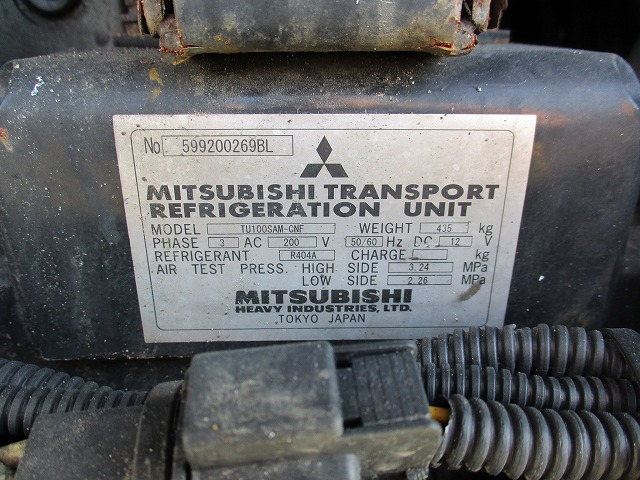 No 599200269BL
MITSUBISHI TRANSPORT
REFRIGERATION UNIT
MODEL TU100SAM-CNF WEIGHT 435 kg
PHASE 3 AC 200 V 50/60 Hz DC 12 V
REFRIGERANT R404A CHARGE kg
AIR TEST PRESS. HIGH SIDE 3.24 MPa
LOW SIDE 2.26 MPa
MITSUBISHI
HEAVY INDUSTRIES, LTD.
TOKYO JAPAN